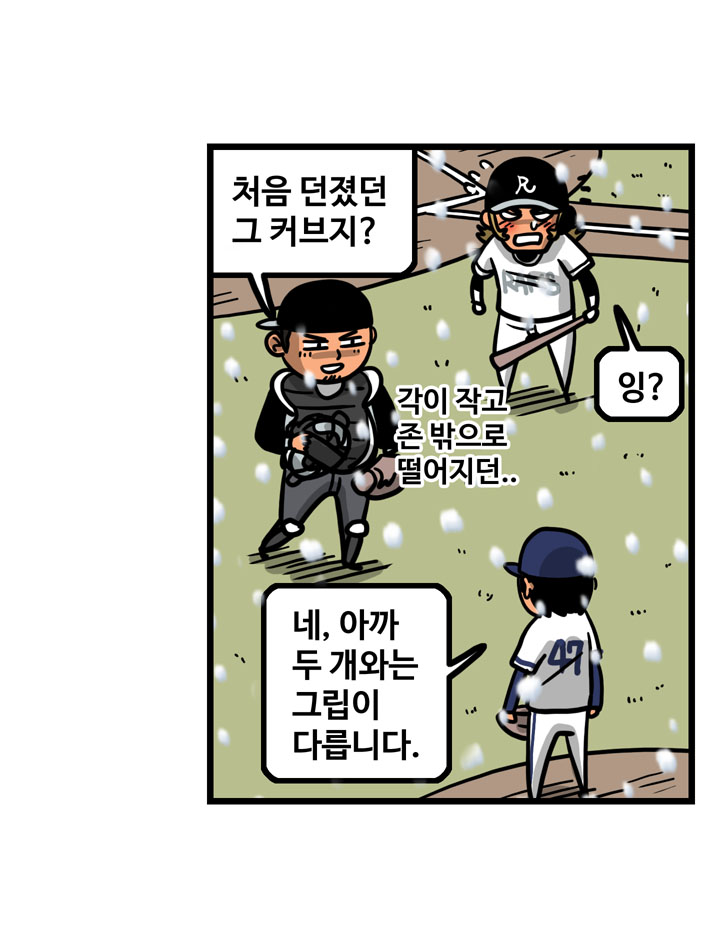 처음 던졌던
그 커브지?
R
RATS
잉?
각이 작고
존 밖으로
떨어지던..
네, 아까
두 개와는
그립이
다릅니다.
47